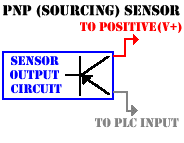 PNP (SOURCING) SENSOR
TO POSITIVE(V+)
SENSOR
OUTPUT
CIRCUIT
TO PLC INPUT